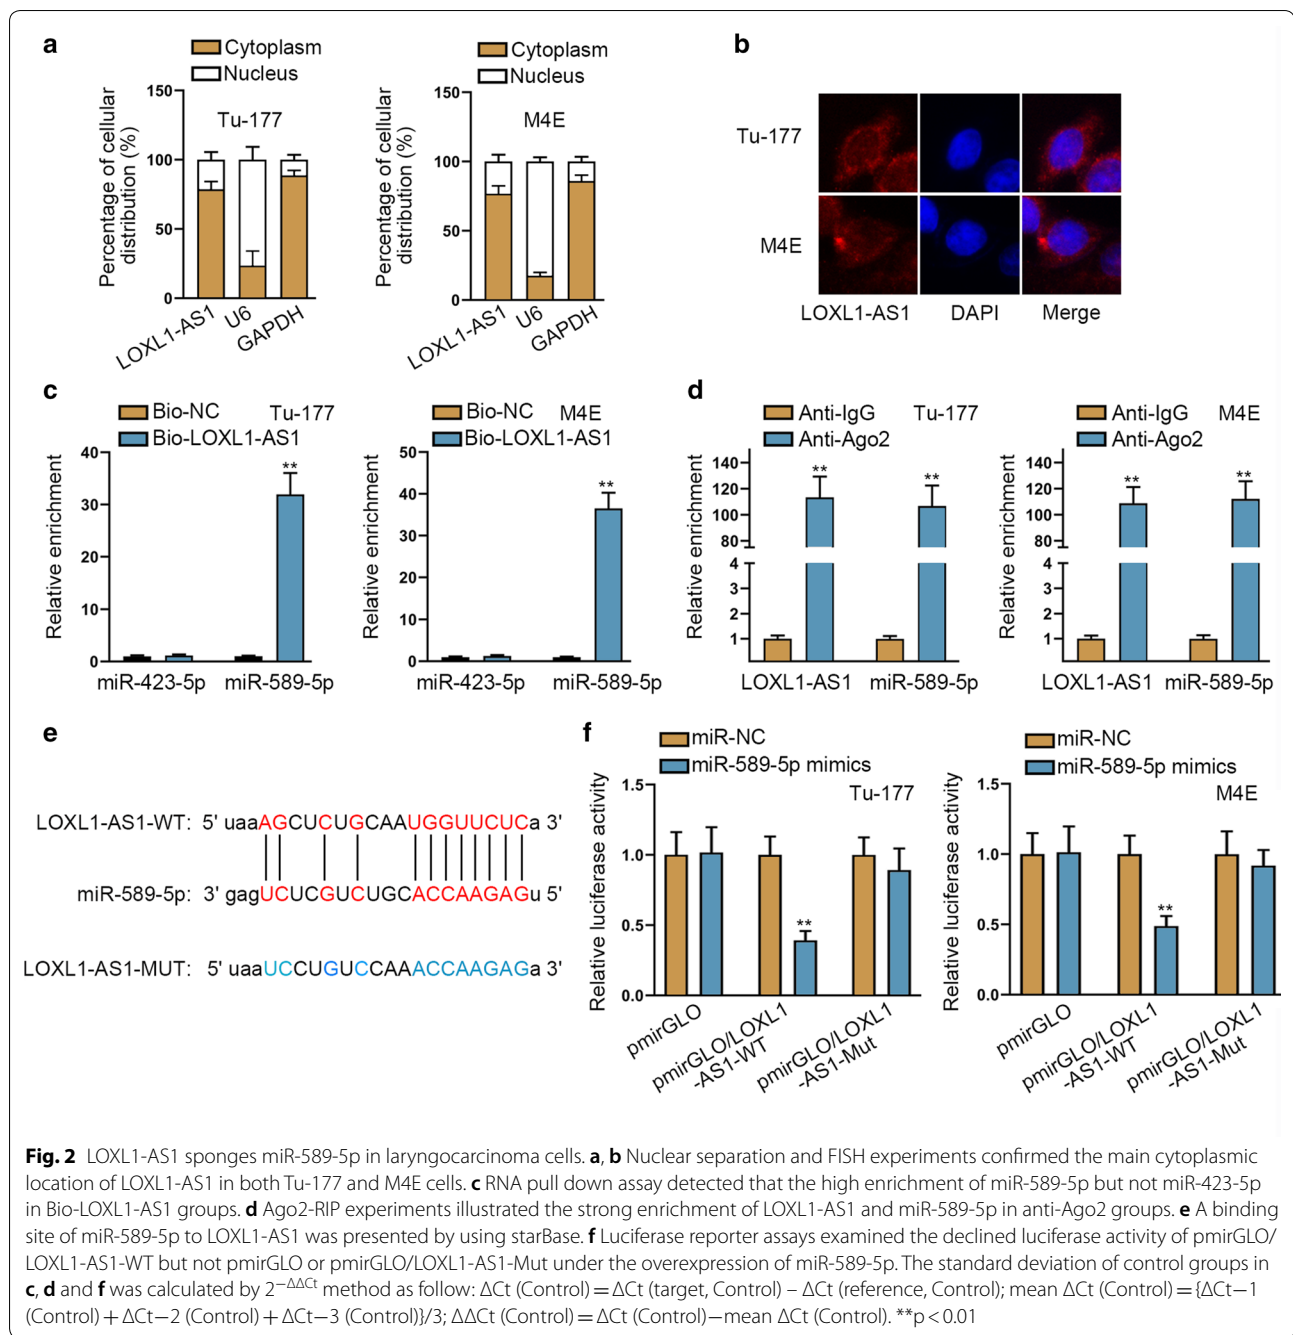 a
Cytoplasm
Nucleus
Percentage of cellular
distribution (%)
150
100
50
0
Tu-177
LOXL1-AS1
U6
GAPDH
Cytoplasm
Nucleus
Percentage of cellular
distribution (%)
150
100
50
0
M4E
LOXL1-AS1
U6
GAPDH
b
Tu-177
M4E
LOXL1-AS1 DAPI Merge
c
Bio-NC Tu-177
Bio-LOXL1-AS1
Relative enrichment
40
30
20
10
0
**
miR-423-5p miR-589-5p
Bio-NC M4E
Bio-LOXL1-AS1
Relative enrichment
50
40
30
20
10
0
**
miR-423-5p miR-589-5p
d
Anti-IgG Tu-177
Anti-Ago2
Relative enrichment
140
120
100
80
4
3
2
1
** **
LOXL1-AS1 miR-589-5p
Anti-IgG M4E
Anti-Ago2
Relative enrichment
140
120
100
80
4
3
2
1
** **
LOXL1-AS1 miR-589-5p
e
LOXL1-AS1-WT: 5' uaaAGCUCUGCAAUGGUUCUCa 3'
miR-589-5p: 3' gagUCUCGUCUGCACCAAGAGu 5'
LOXL1-AS1-MUT: 5' uaaUCCUGUCCAAACCAAGAGa 3'
f
miR-NC
miR-589-5p mimics
Tu-177
Relative luciferase activity
1.5
1.0
0.5
0.0
**
pmirGLO
pmirGLO/LOXL1
-AS1-WT
pmirGLO/LOXL1
-AS1-Mut
miR-NC
miR-589-5p mimics
M4E
Relative luciferase activity
1.5
1.0
0.5
0.0
**
pmirGLO
pmirGLO/LOXL1
-AS1-WT
pmirGLO/LOXL1
-AS1-Mut
Fig. 2 LOXL1-AS1 sponges miR-589-5p in laryngocarcinoma cells. a, b Nuclear separation and FISH experiments confirmed the main cytoplasmic
location of LOXL1-AS1 in both Tu-177 and M4E cells. c RNA pull down assay detected that the high enrichment of miR-589-5p but not miR-423-5p
in Bio-LOXL1-AS1 groups. d Ago2-RIP experiments illustrated the strong enrichment of LOXL1-AS1 and miR-589-5p in anti-Ago2 groups. e A binding
site of miR-589-5p to LOXL1-AS1 was presented by using starBase. f Luciferase reporter assays examined the declined luciferase activity of pmirGLO/
LOXL1-AS1-WT but not pmirGLO or pmirGLO/LOXL1-AS1-Mut under the overexpression of miR-589-5p. The standard deviation of control groups in
c, d and f was calculated by 2−ΔΔCt method as follow: ΔCt (Control) = ΔCt (target, Control) – ΔCt (reference, Control); mean ΔCt (Control) = {ΔCt−1
(Control) + ΔCt−2 (Control) + ΔCt−3 (Control)}/3; ΔΔCt (Control) = ΔCt (Control)−mean ΔCt (Control). **p < 0.01